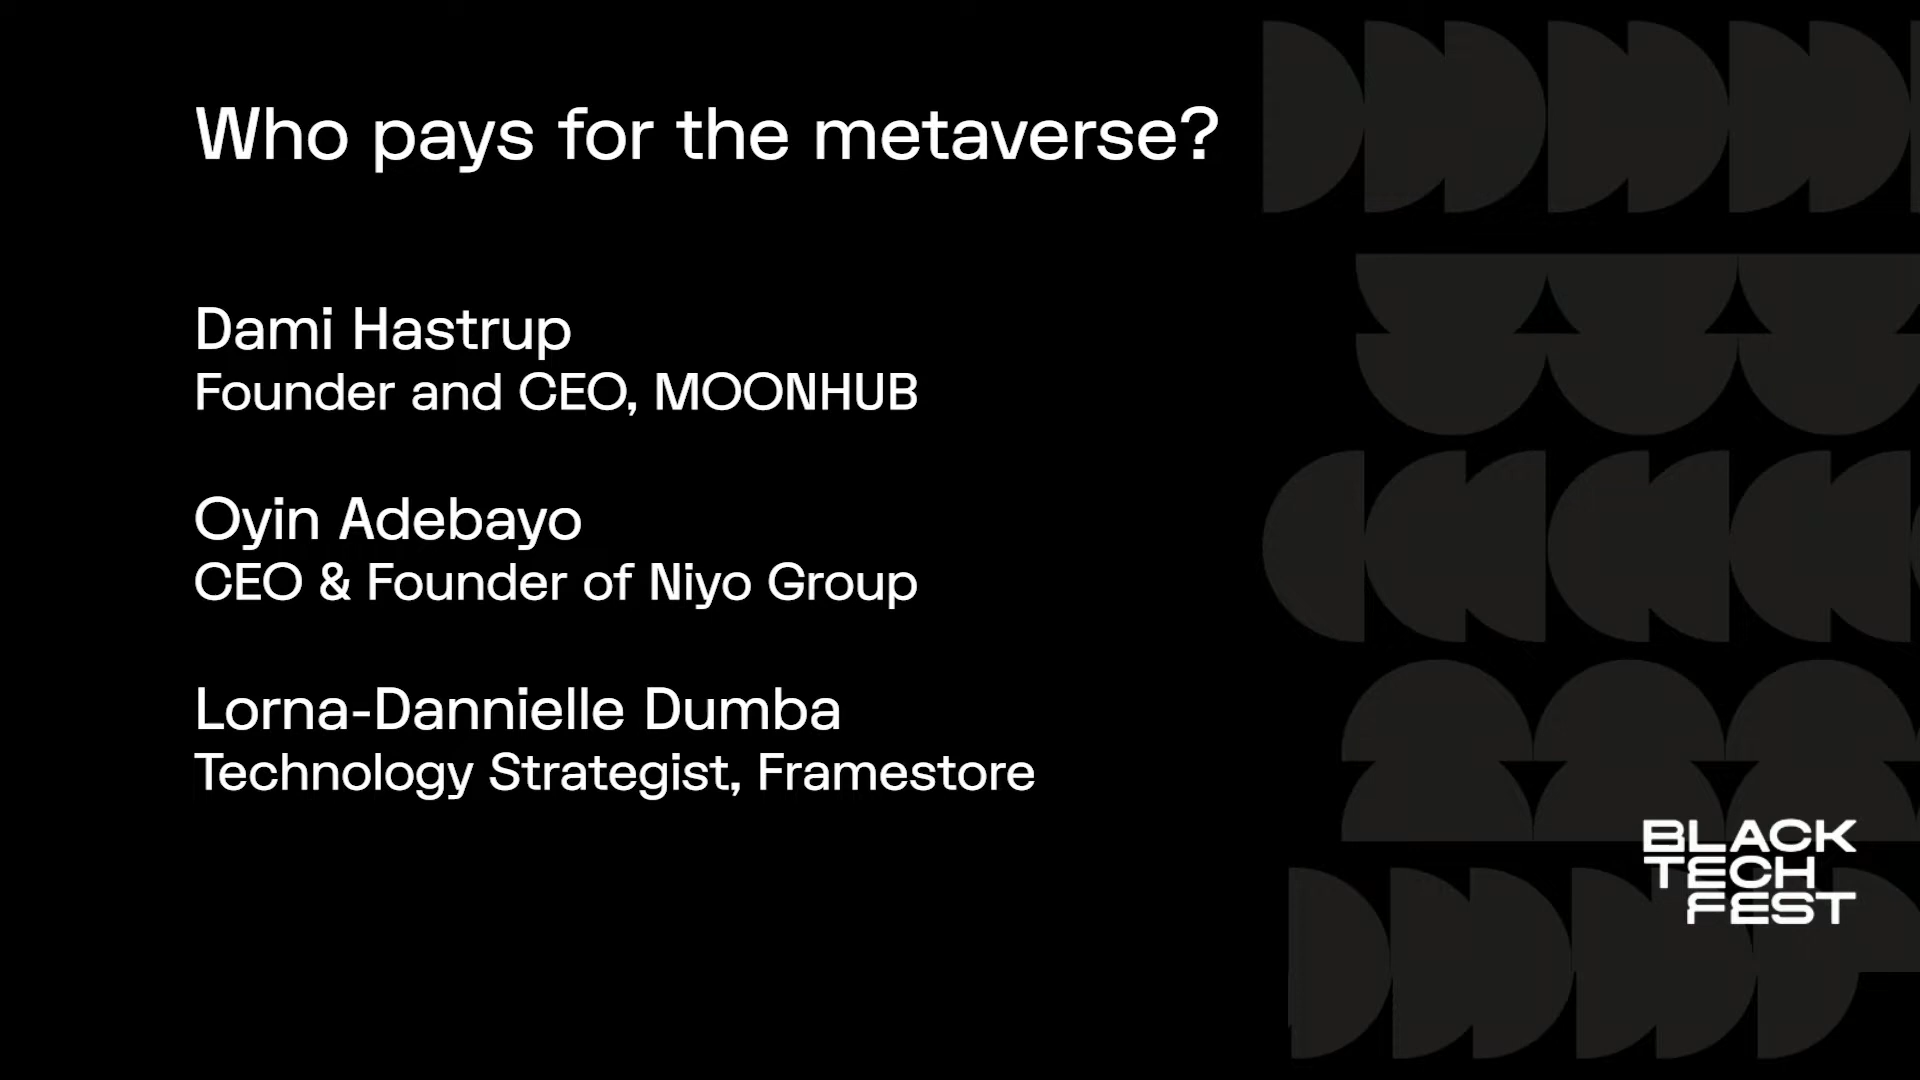 Who pays for the metaverse?
Dami Hastrup
Founder and CEO, MOONHUB
Oyin Adebayo
CEO & Founder of Niyo Group
Lorna-Dannielle Dumba
Technology Strategist, Framestore
BLACK
TECH
FEST